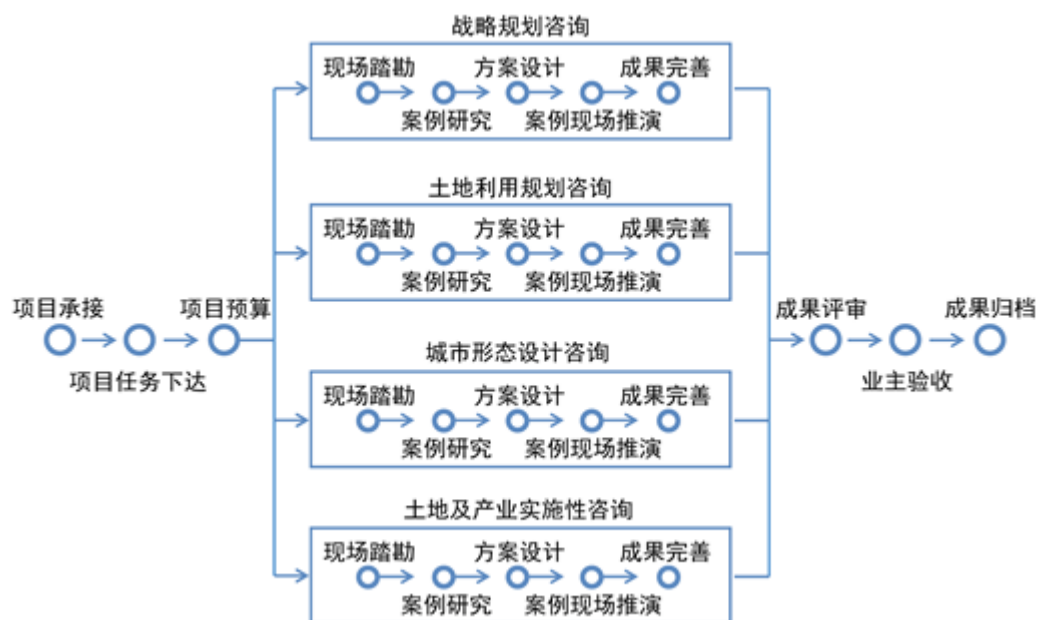 战略规划咨询
现场踏勘 方案设计 成果完善
案例研究 案例现场推演
土地利用规划咨询
现场踏勘 方案设计 成果完善
案例研究 案例现场推演
项目承接 项目预算
项目任务下达
城市形态设计咨询
现场踏勘 方案设计 成果完善
案例研究 案例现场推演
土地及产业实施性咨询
现场踏勘 方案设计 成果完善
案例研究 案例现场推演
成果评审 成果归档
业主验收